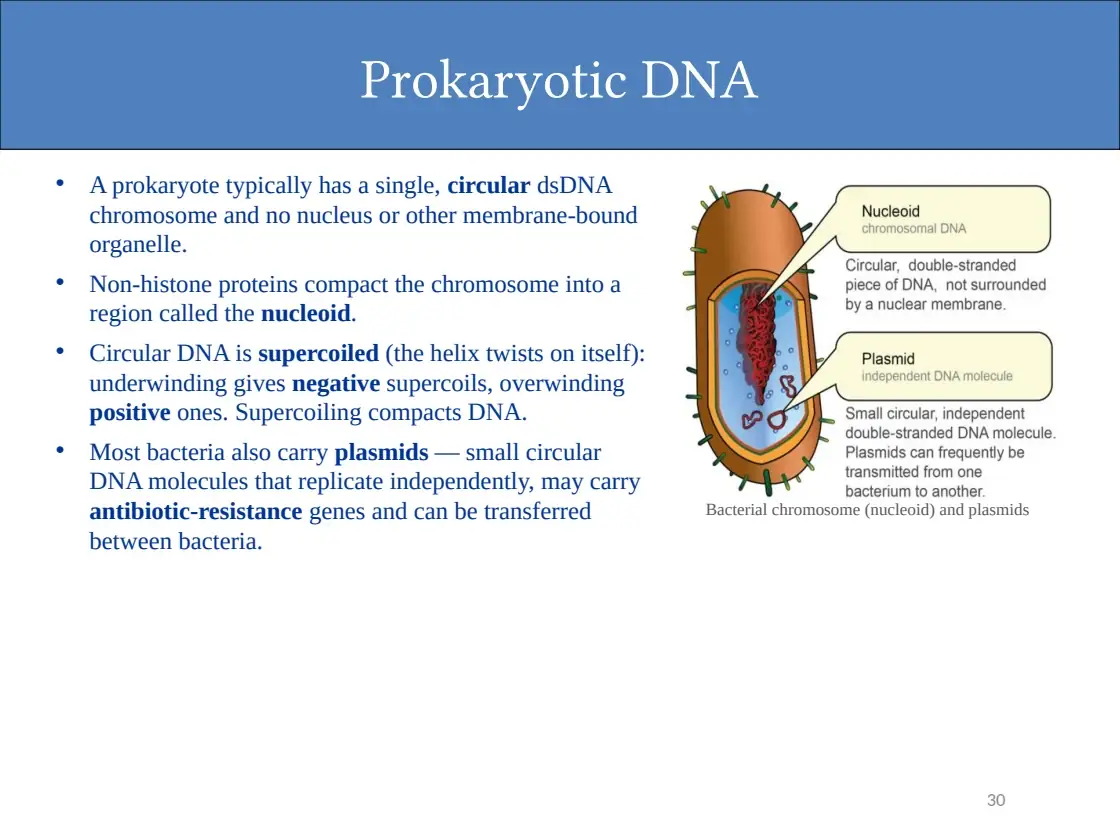 Prokaryotic DNA
• A prokaryote typically has a single, circular dsDNA
chromosome and no nucleus or other membrane-bound
organelle.
• Non-histone proteins compact the chromosome into a
region called the nucleoid.
• Circular DNA is supercoiled (the helix twists on itself):
underwinding gives negative supercoils, overwinding
positive ones. Supercoiling compacts DNA.
• Most bacteria also carry plasmids — small circular
DNA molecules that replicate independently, may carry
antibiotic-resistance genes and can be transferred
between bacteria.
Nucleoid
chromosomal DNA
Circular, double-stranded
piece of DNA, not surrounded
by a nuclear membrane.
Plasmid
independent DNA molecule
Small circular, independent
double-stranded DNA molecule.
Plasmids can frequently be
transmitted from one
bacterium to another.
Bacterial chromosome (nucleoid) and plasmids
30